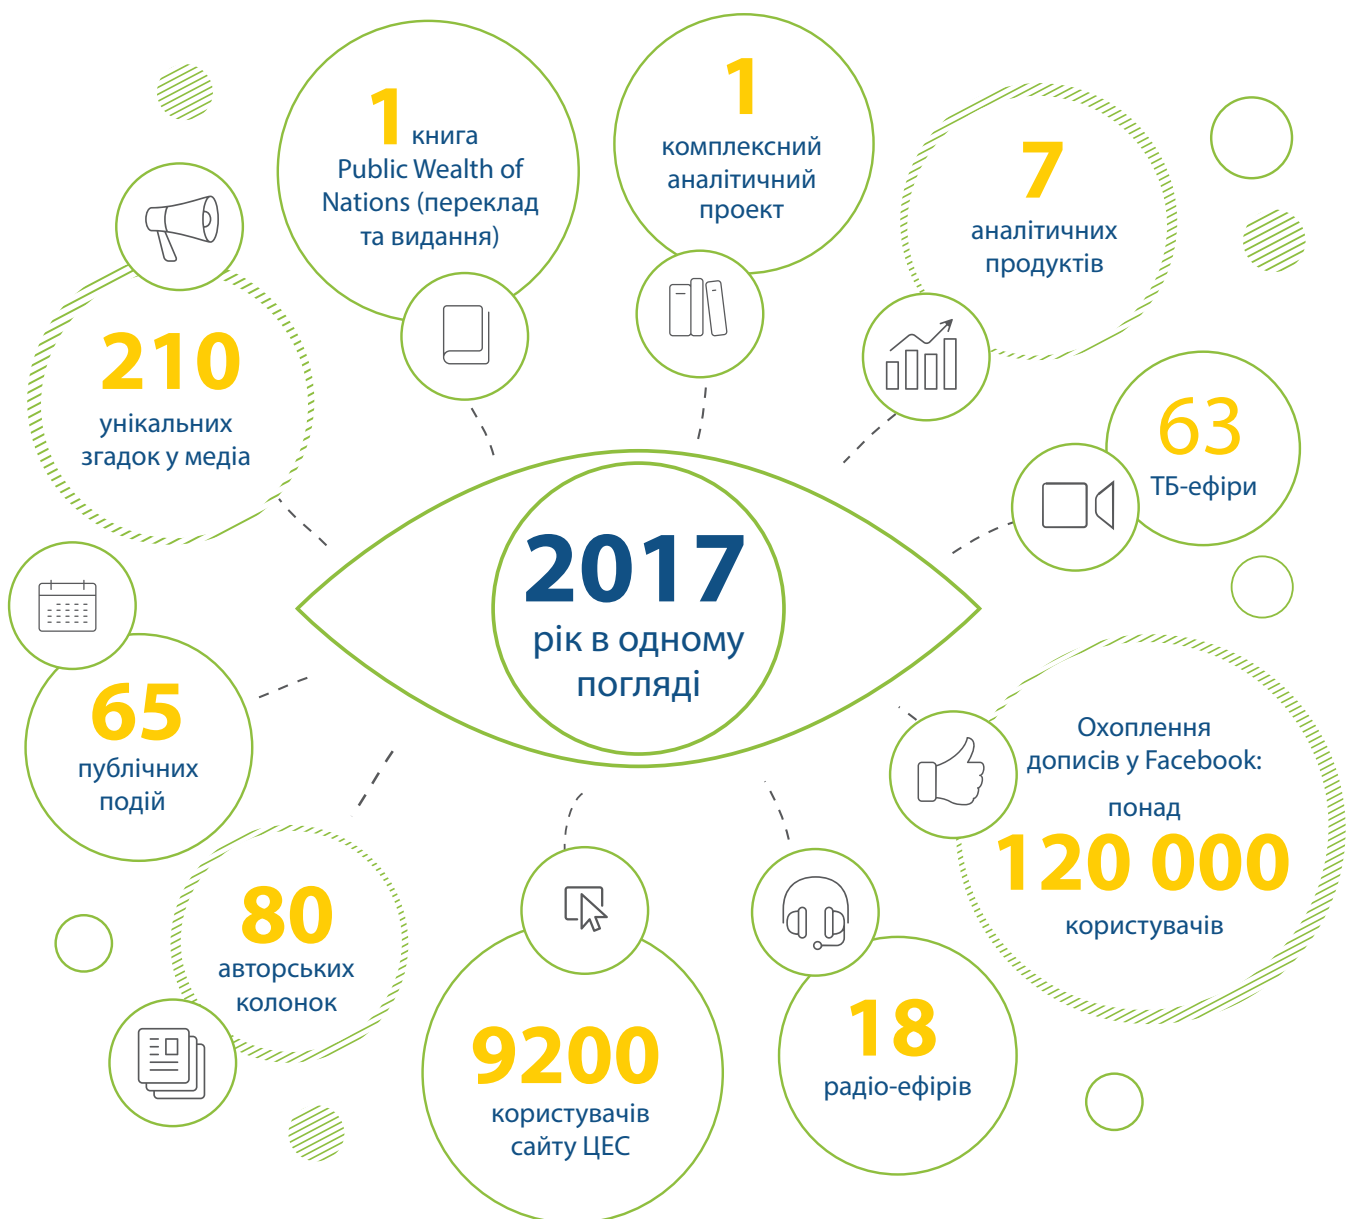 1 книга
Public Wealth of
Nations (переклад
та видання)
1
комплексний
аналітичний
проект
7
аналітичних
продуктів
210
унікальних
згадок у медіа
63
ТБ-ефіри
2017
рік в одному
погляді
65
публічних
подій
Охоплення
дописів у Facebook:
понад
120 000
користувачів
80
авторських
колонок
9200
користувачів
сайту ЦЕС
18
радіо-ефірів